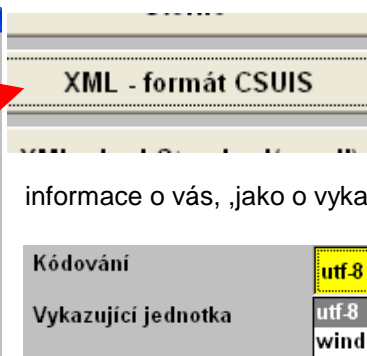 XML - formát CSUIS
informace o vás, ,jako o vyka
Kódování
utf-8
Vykazující jednotka
utf-8
wind